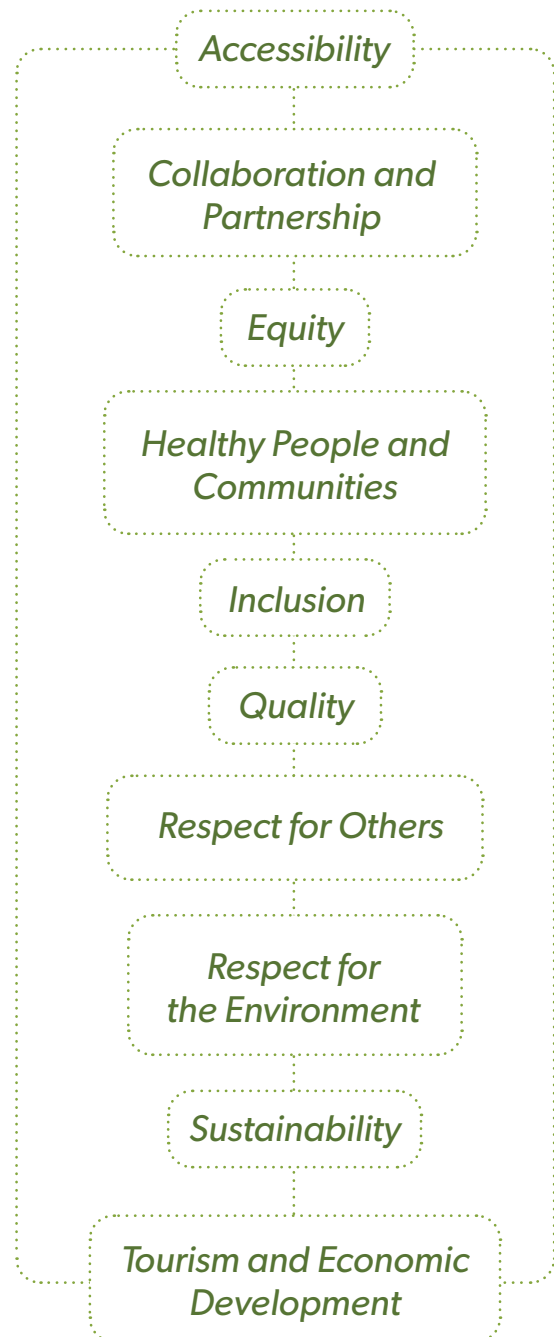 Accessibility
Collaboration and
Partnership
Equity
Healthy People and
Communities
Inclusion
Quality
Respect for Others
Respect for
the Environment
Sustainability
Tourism and Economic
Development